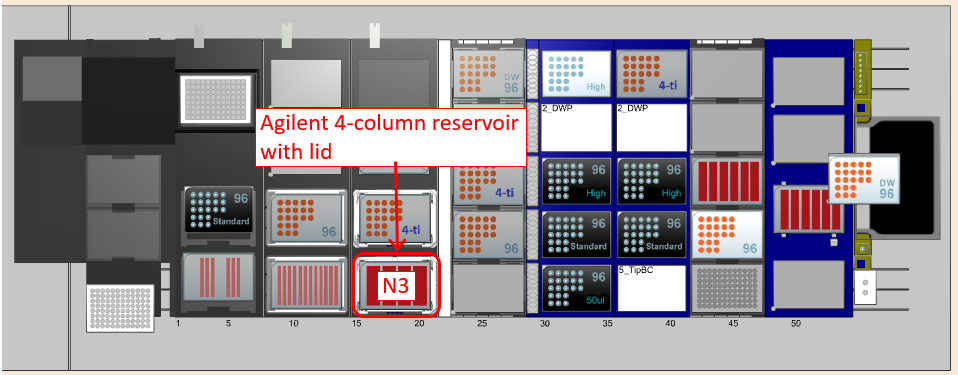 DW
96
High
4-ti
2_DWP
2_DWP
Agilent 4-column reservoir
with lid
96
Standard
4-ti
96
High
96
High
DW
96
96
4-ti
96
96
Standard
96
Standard
96
N3
96
50ul
5_TipBC
1
5
10
15
20
25
30
35
40
45
50